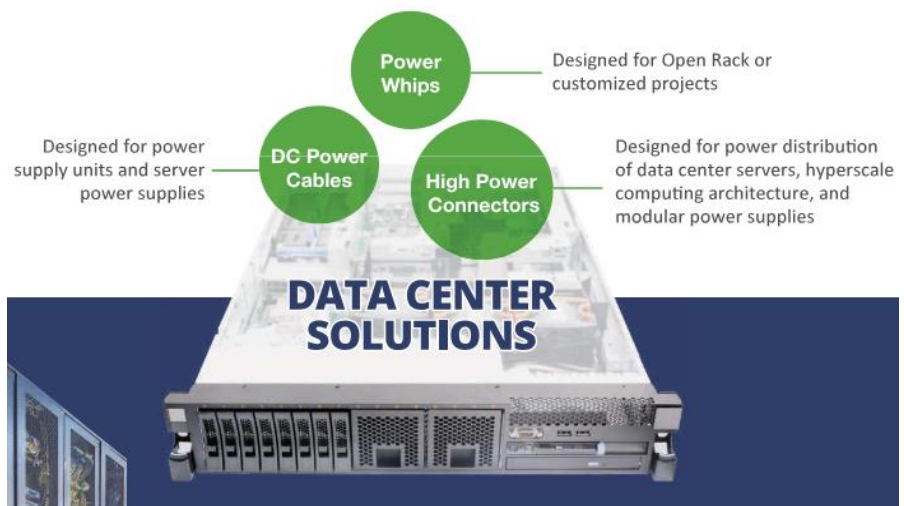 Power
Whips
Designed for Open Rack or
customized projects
Designed for power
supply units and server
power supplies
DC Power
Cables
High Power
Connectors
Designed for power distribution
of data center servers, hyperscale
computing architecture, and
modular power supplies
DATA CENTER
SOLUTIONS